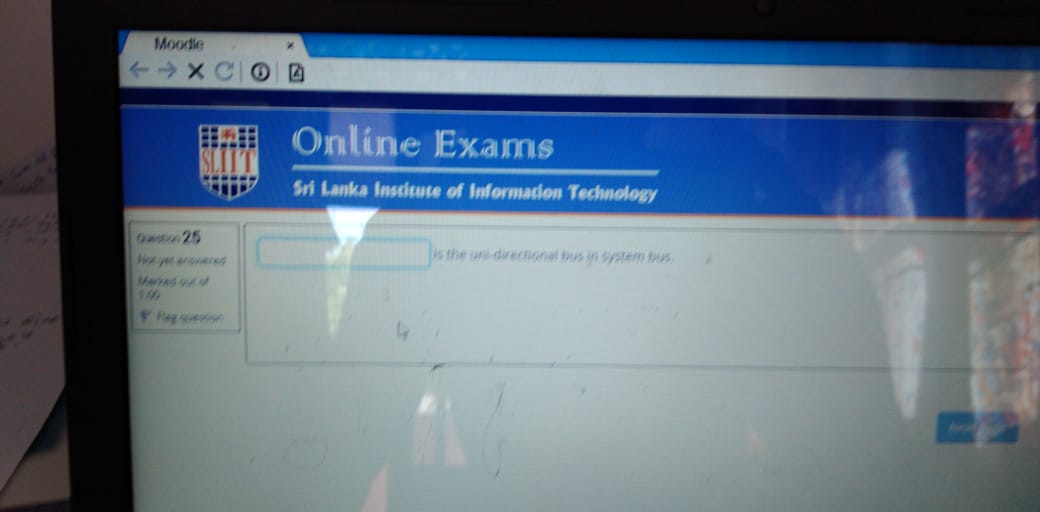 Moodle
Online Exams
SLIIT
Sri Lanka Institute of Information Technology
Question 25
Not yet answered
Marked out of
1.00
Flag question
is the uni-directional bus in system bus.